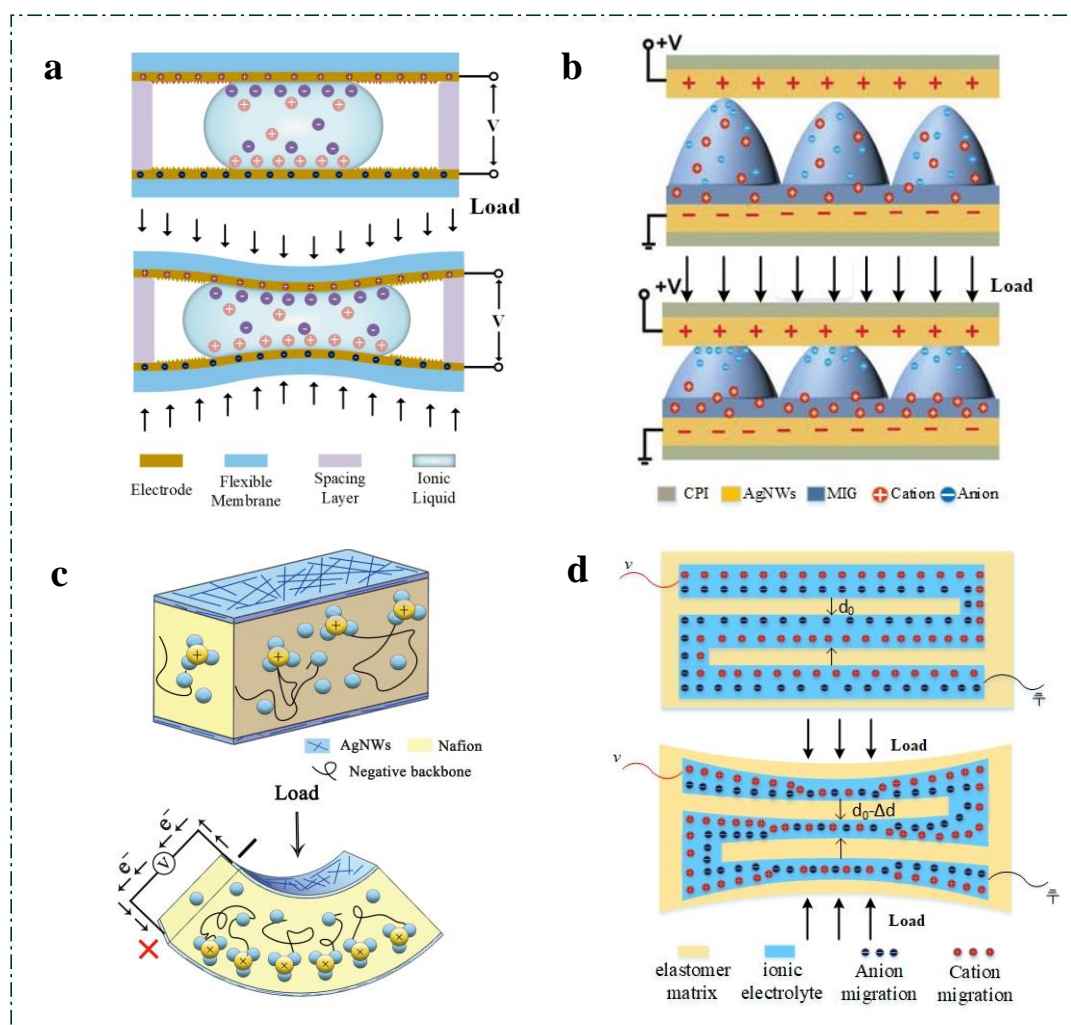 a
+V
V
Load
V
Electrode
Flexible
Membrane
Spacing
Layer
Ionic
Liquid
b
+V
Load
+V
CPI
AgNWs
MIG
Cation
Anion
c
AgNWs
Nafion
Negative backbone
Load
e-
V
e-
d
v
d0
Load
v
d0-Δd
Load
elastomer
matrix
ionic
electrolyte
Anion
migration
Cation
migration